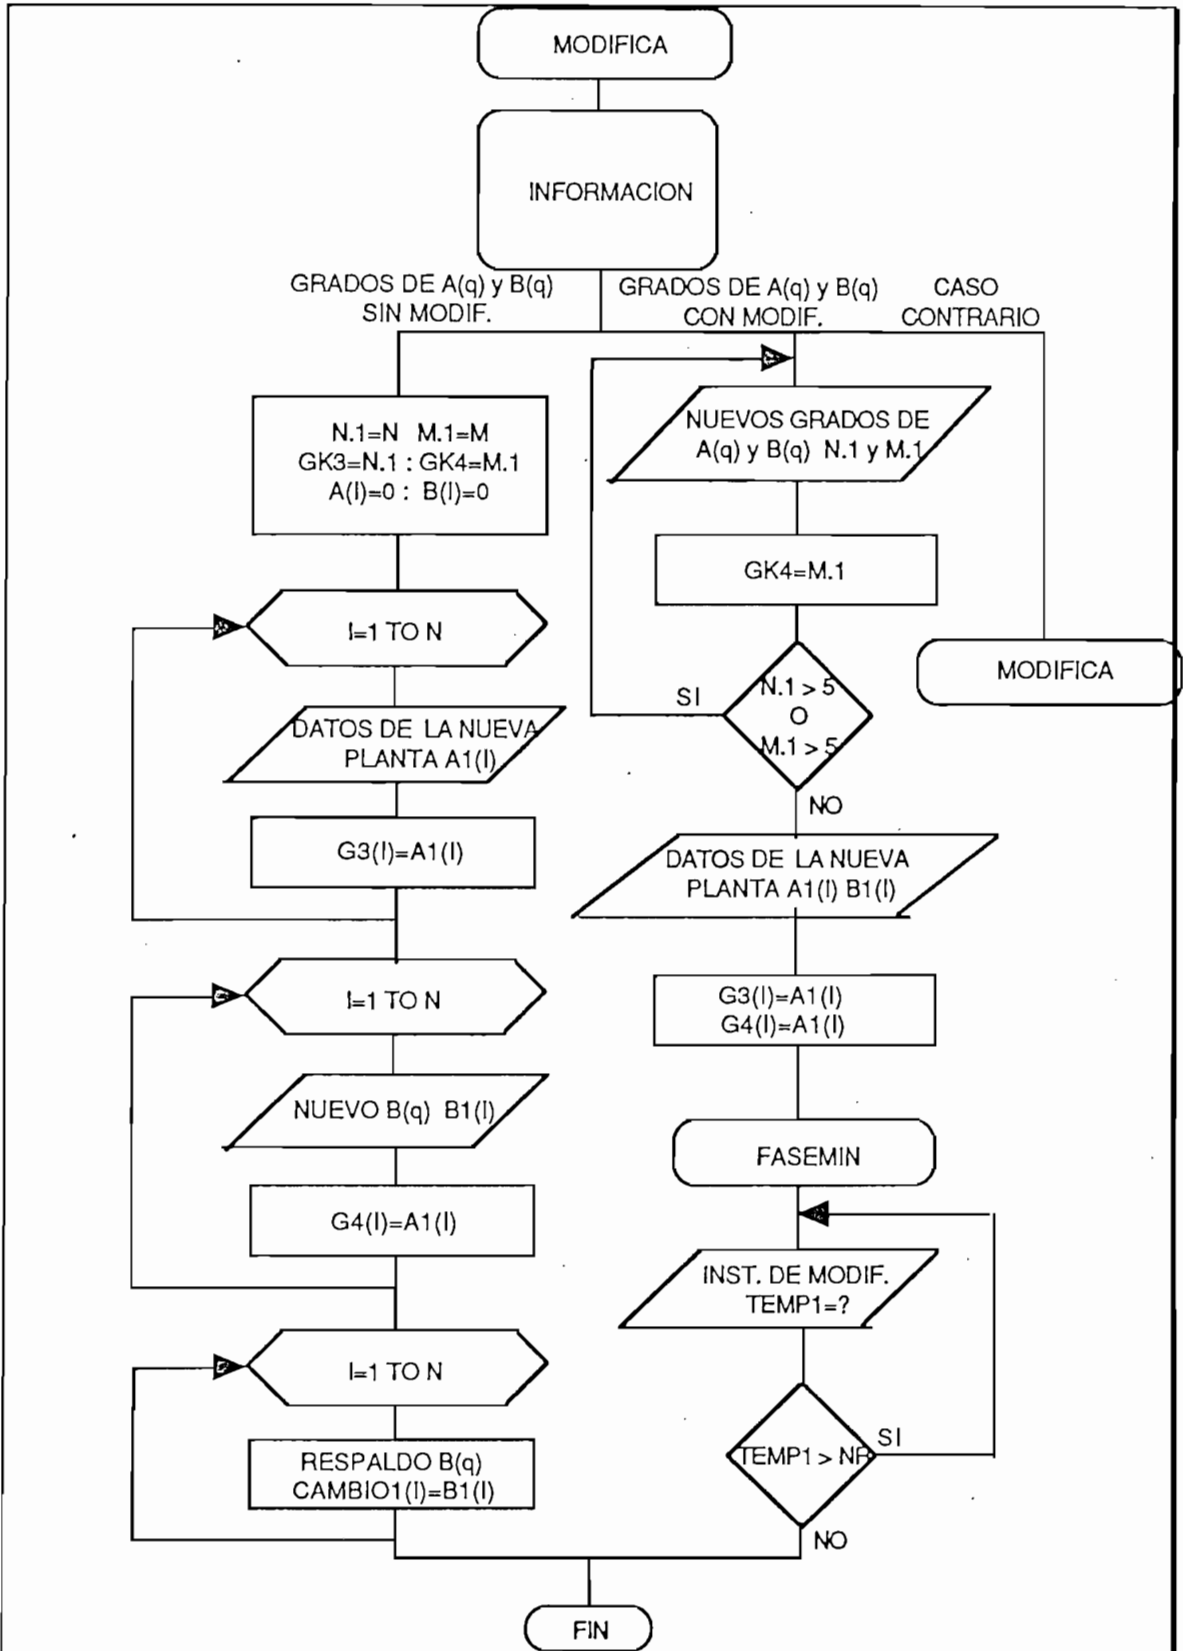 MODIFICA
INFORMACION
GRADOS DE A(q) y B(q)
SIN MODIF.
GRADOS DE A(q) y B(q)
CON MODIF.
CASO
CONTRARIO
N.1=N M.1=M
GK3=N.1 : GK4=M.1
A(I)=0 : B(I)=0
I=1 TO N
DATOS DE LA NUEVA
PLANTA A1(I)
G3(I)=A1(I)
I=1 TO N
NUEVO B(q) B1(I)
G4(I)=A1(I)
I=1 TO N
RESPALDO B(q)
CAMBIO1(I)=B1(I)
NUEVOS GRADOS DE
A(q) y B(q) N.1 y M.1
GK4=M.1
N.1 > 5
O
M.1 > 5
SI
NO
MODIFICA
DATOS DE LA NUEVA
PLANTA A1(I) B1(I)
G3(I)=A1(I)
G4(I)=A1(I)
FASEMIN
INST. DE MODIF.
TEMP1=?
TEMP1 > NP
SI
NO
FIN